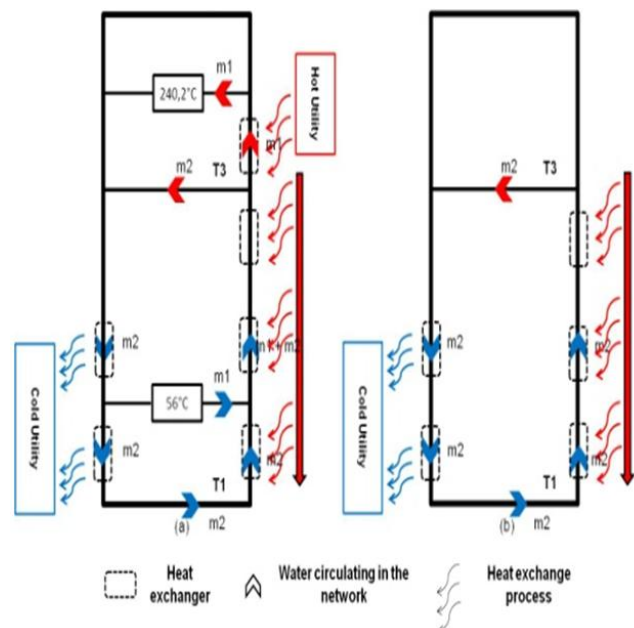 m1
240,2°C
Hot Utility
m1
m2
T3
m1 + m2
m2
m1
Cold Utility
56°C
m2
m2
T1
(a)
m2
m2
T3
m2
m2
Cold Utility
m2
m2
T1
(b)
m2
Heat
exchanger
Water circulating in the
network
Heat exchange
process